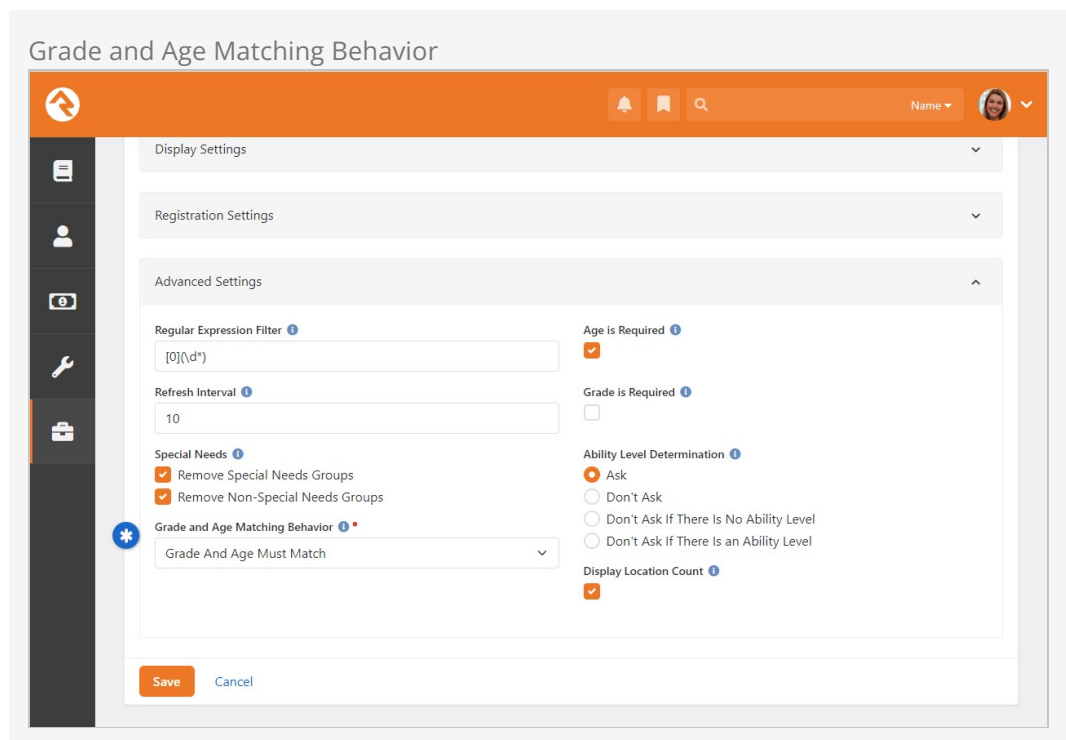 Grade and Age Matching Behavior
Name
Display Settings
Registration Settings
Advanced Settings
Regular Expression Filter
[0](\d*)
Refresh Interval
10
Special Needs
Remove Special Needs Groups
Remove Non-Special Needs Groups
Grade and Age Matching Behavior
Grade And Age Must Match
Age is Required
Grade is Required
Ability Level Determination
Ask
Don't Ask
Don't Ask If There Is No Ability Level
Don't Ask If There Is an Ability Level
Display Location Count
Save
Cancel